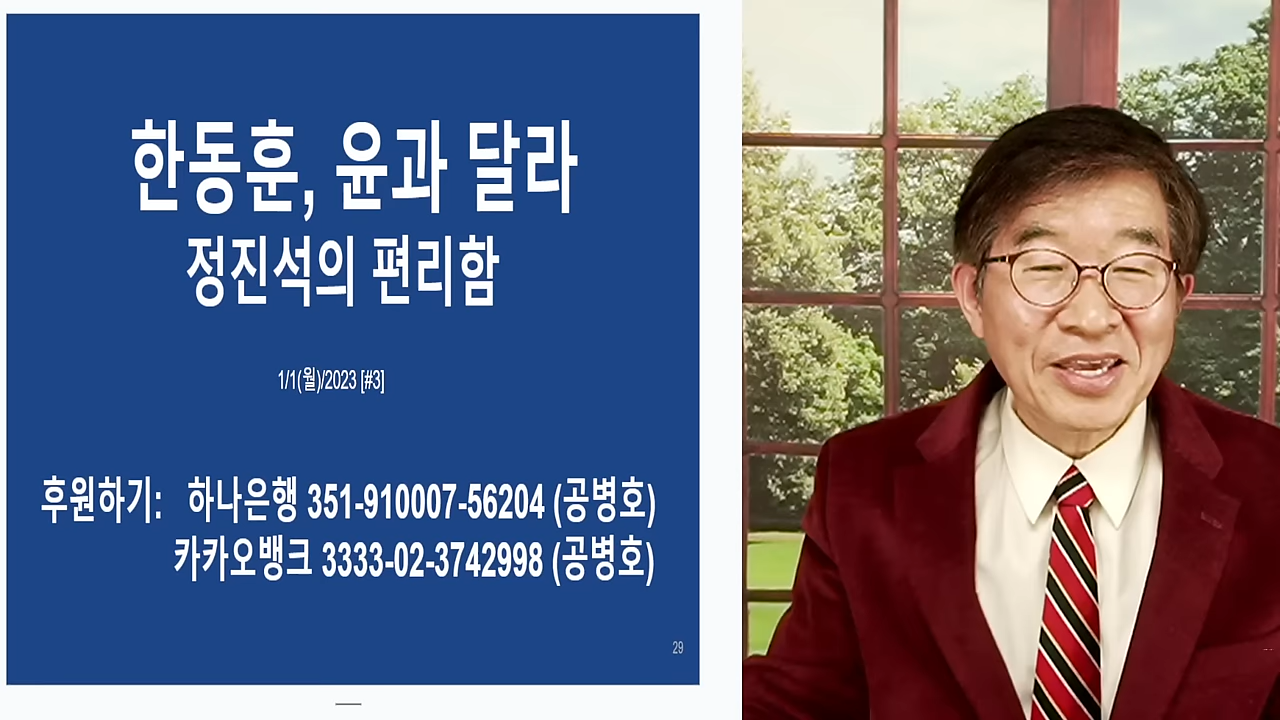 한동훈, 윤과 달라
정진석의 편리함
1/1(월)/2023 [#3]
후원하기: 하나은행 351-910007-56204 (공병호)
카카오뱅크 3333-02-3742998 (공병호)
29